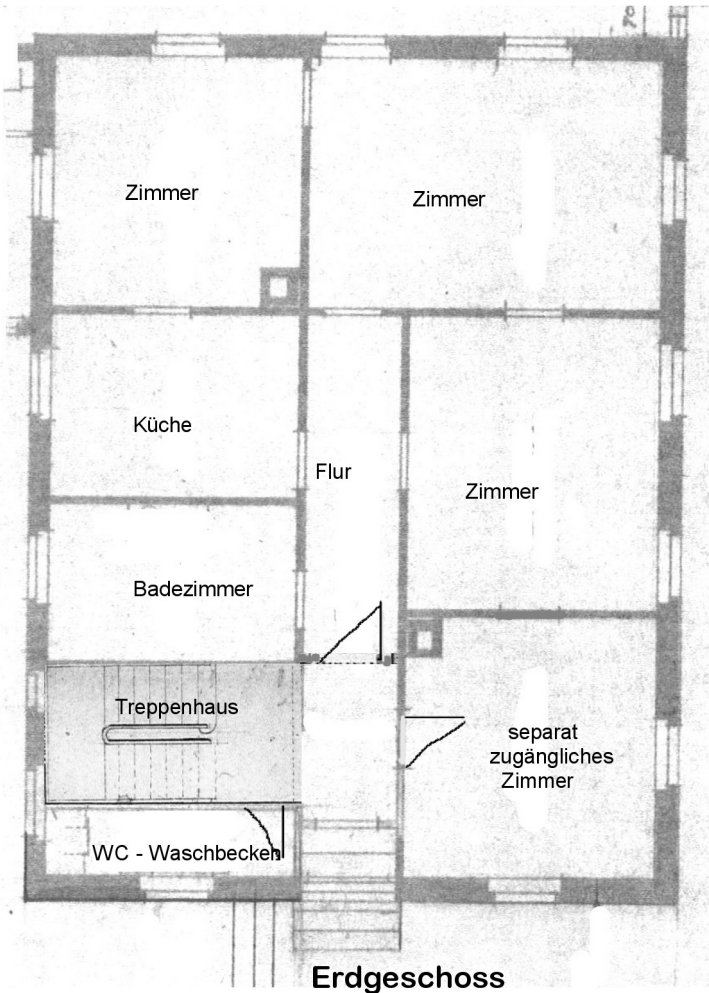 Zimmer
Zimmer
Küche
Flur
Zimmer
Badezimmer
Treppenhaus
separat
zugängliches
Zimmer
WC - Waschbecken
Erdgeschoss